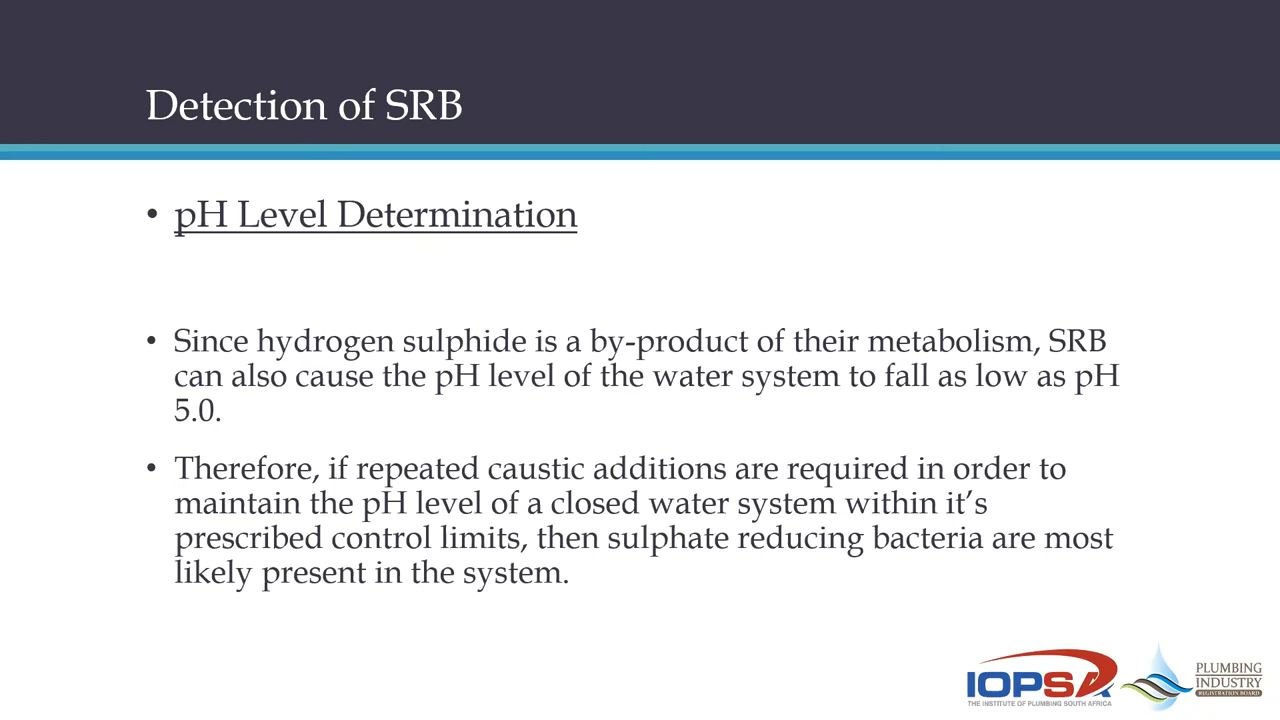 Detection of SRB
• pH Level Determination
• Since hydrogen sulphide is a by-product of their metabolism, SRB
can also cause the pH level of the water system to fall as low as pH
5.0.
• Therefore, if repeated caustic additions are required in order to
maintain the pH level of a closed water system within it’s
prescribed control limits, then sulphate reducing bacteria are most
likely present in the system.
IOPSA
THE INSTITUTE OF PLUMBING SOUTH AFRICA
PLUMBING
INDUSTRY
REGISTRATION BOARD